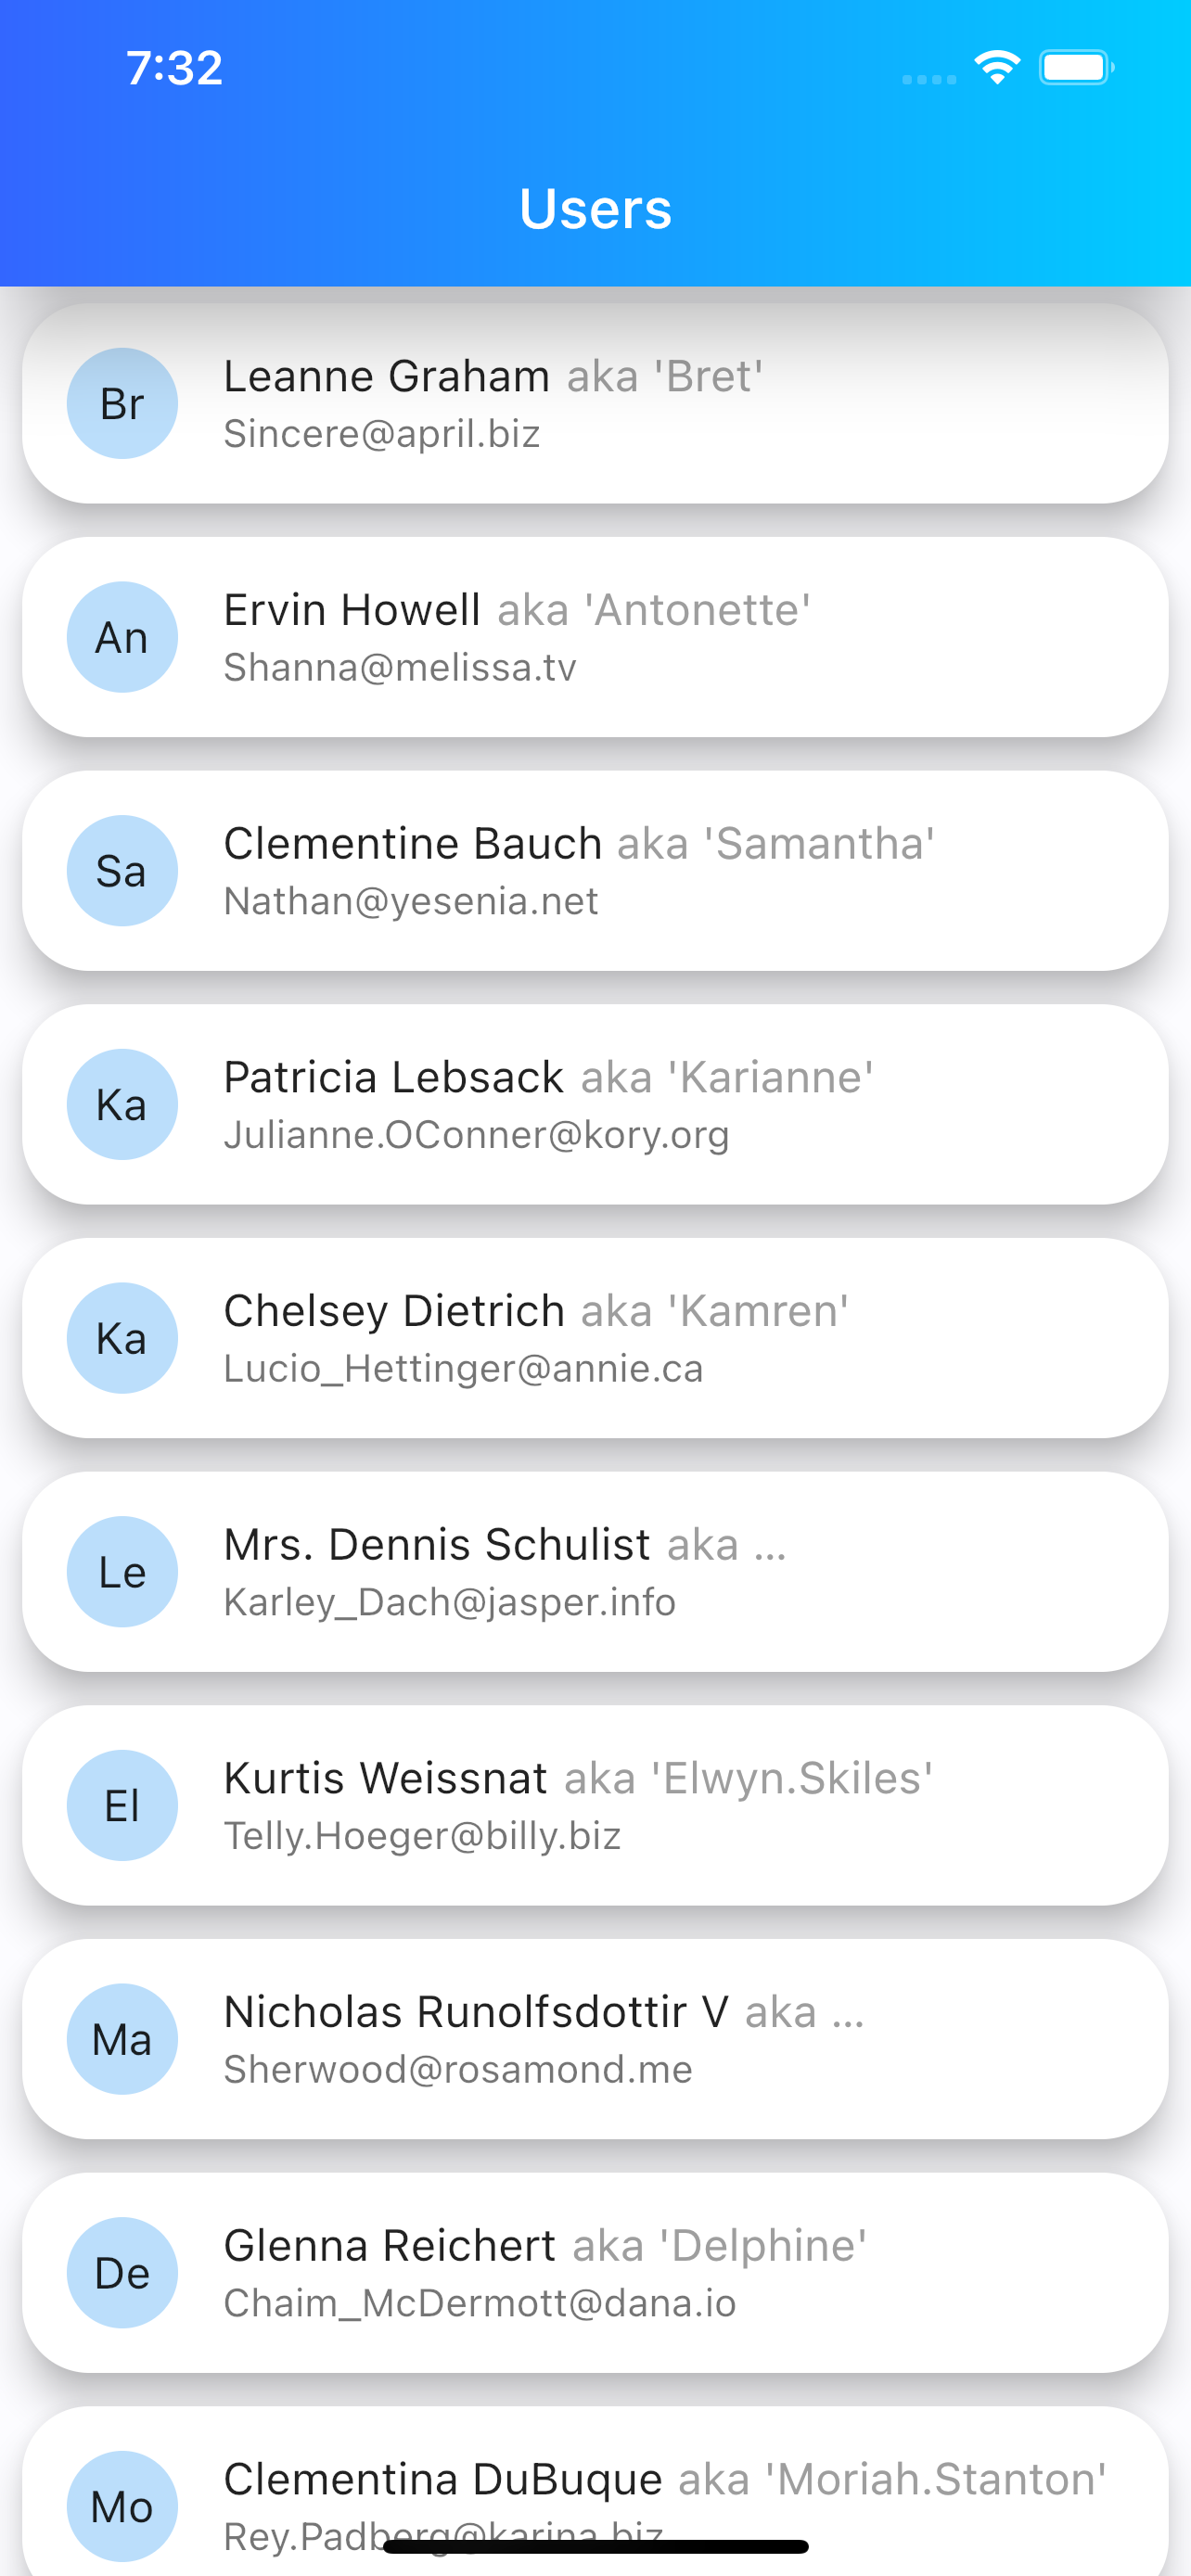 7:32
Users
Br
Leanne Graham aka 'Bret'
Sincere@april.biz
An
Ervin Howell aka 'Antonette'
Shanna@melissa.tv
Sa
Clementine Bauch aka 'Samantha'
Nathan@yesenia.net
Ka
Patricia Lebsack aka 'Karianne'
Julianne.OConner@kory.org
Ka
Chelsey Dietrich aka 'Kamren'
Lucio_Hettinger@annie.ca
Le
Mrs. Dennis Schulist aka ...
Karley_Dach@jasper.info
El
Kurtis Weissnat aka 'Elwyn.Skiles'
Telly.Hoeger@billy.biz
Ma
Nicholas Runolfsdottir V aka ...
Sherwood@rosamond.me
De
Glenna Reichert aka 'Delphine'
Chaim_McDermott@dana.io
Mo
Clementina DuBuque aka 'Moriah.Stanton'
Rey.Padberg@karina.biz